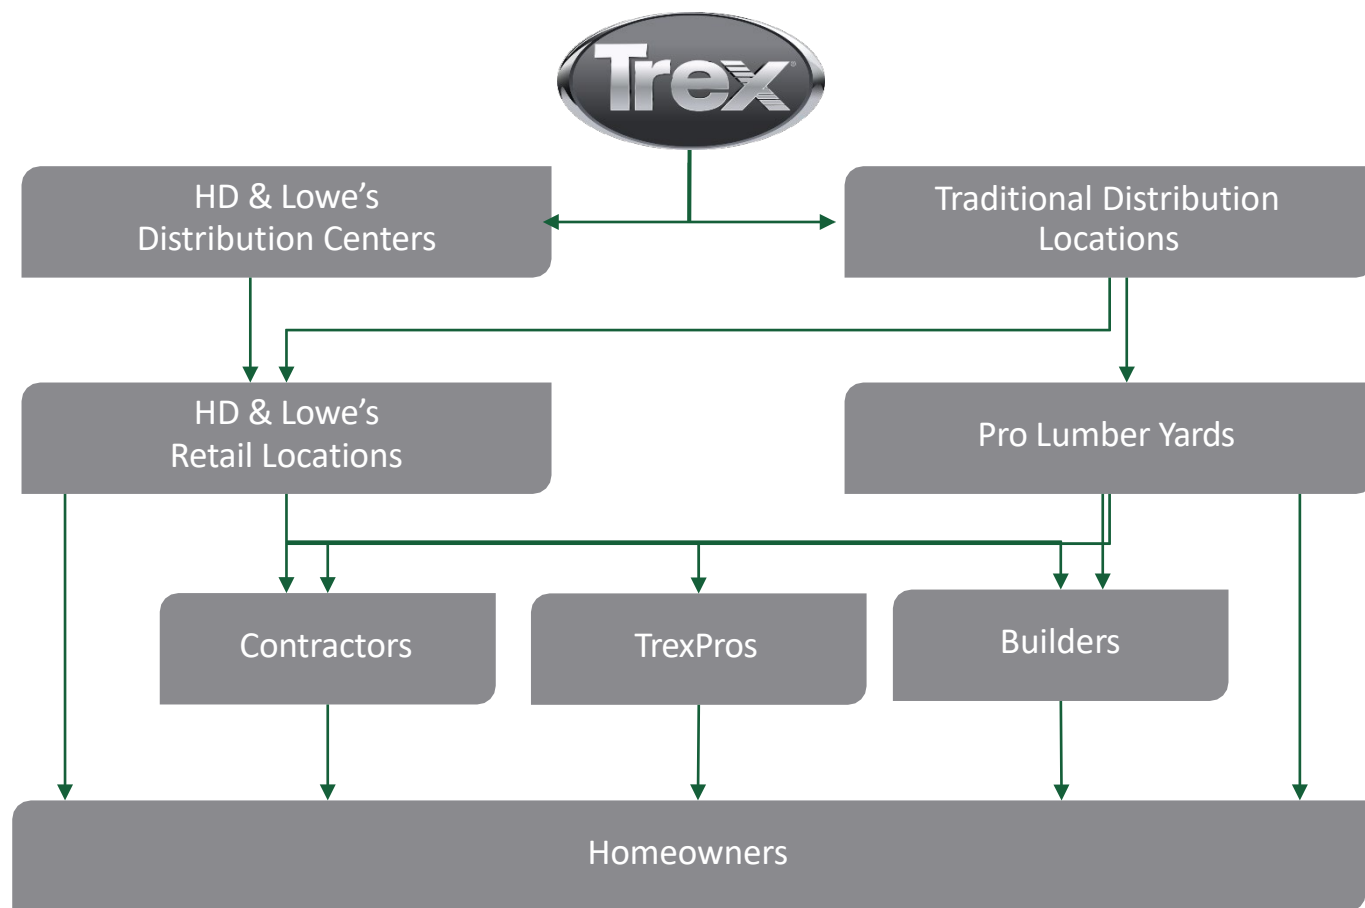 Trex
HD & Lowe’s
Distribution Centers
Traditional Distribution
Locations
HD & Lowe’s
Retail Locations
Pro Lumber Yards
Contractors
TrexPros
Builders
Homeowners